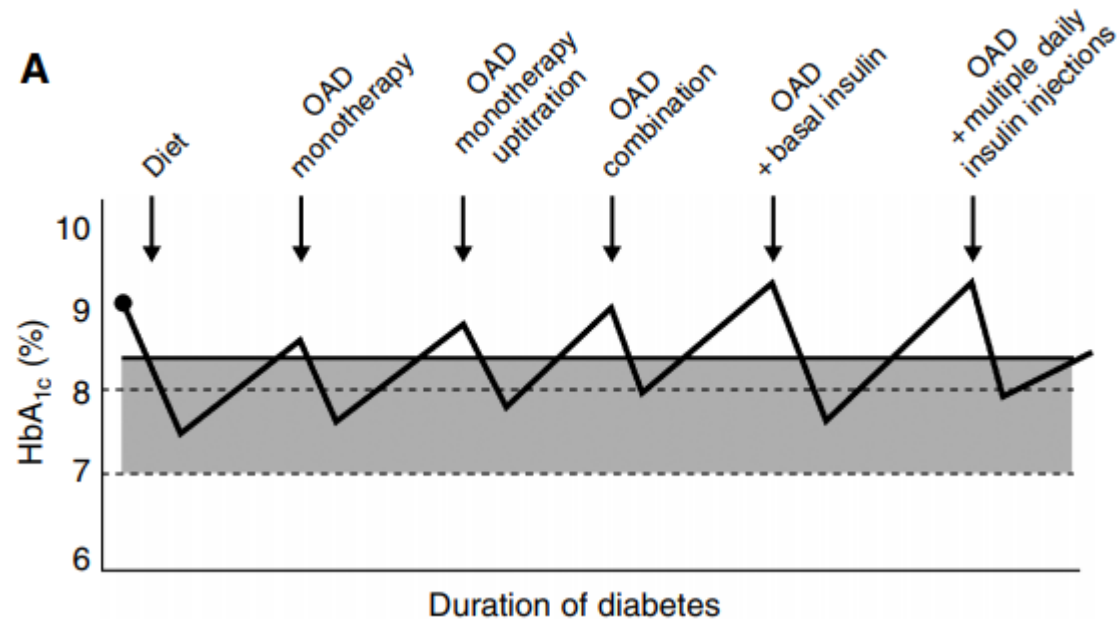 A
Diet
OAD
monotherapy
OAD
monotherapy
uptitration
OAD
combination
OAD
+ basal insulin
OAD
+ multiple daily
insulin injections
10
9
8
7
6
HbA1c (%)
Duration of diabetes